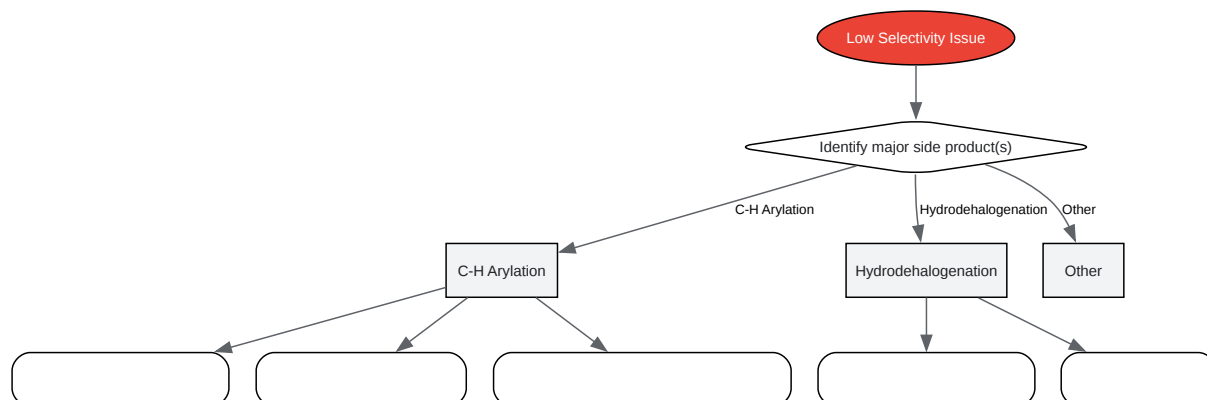 Low Selectivity Issue
Identify major side product(s)
C-H Arylation
Hydrodehalogenation
Other
C-H Arylation
Hydrodehalogenation
Other